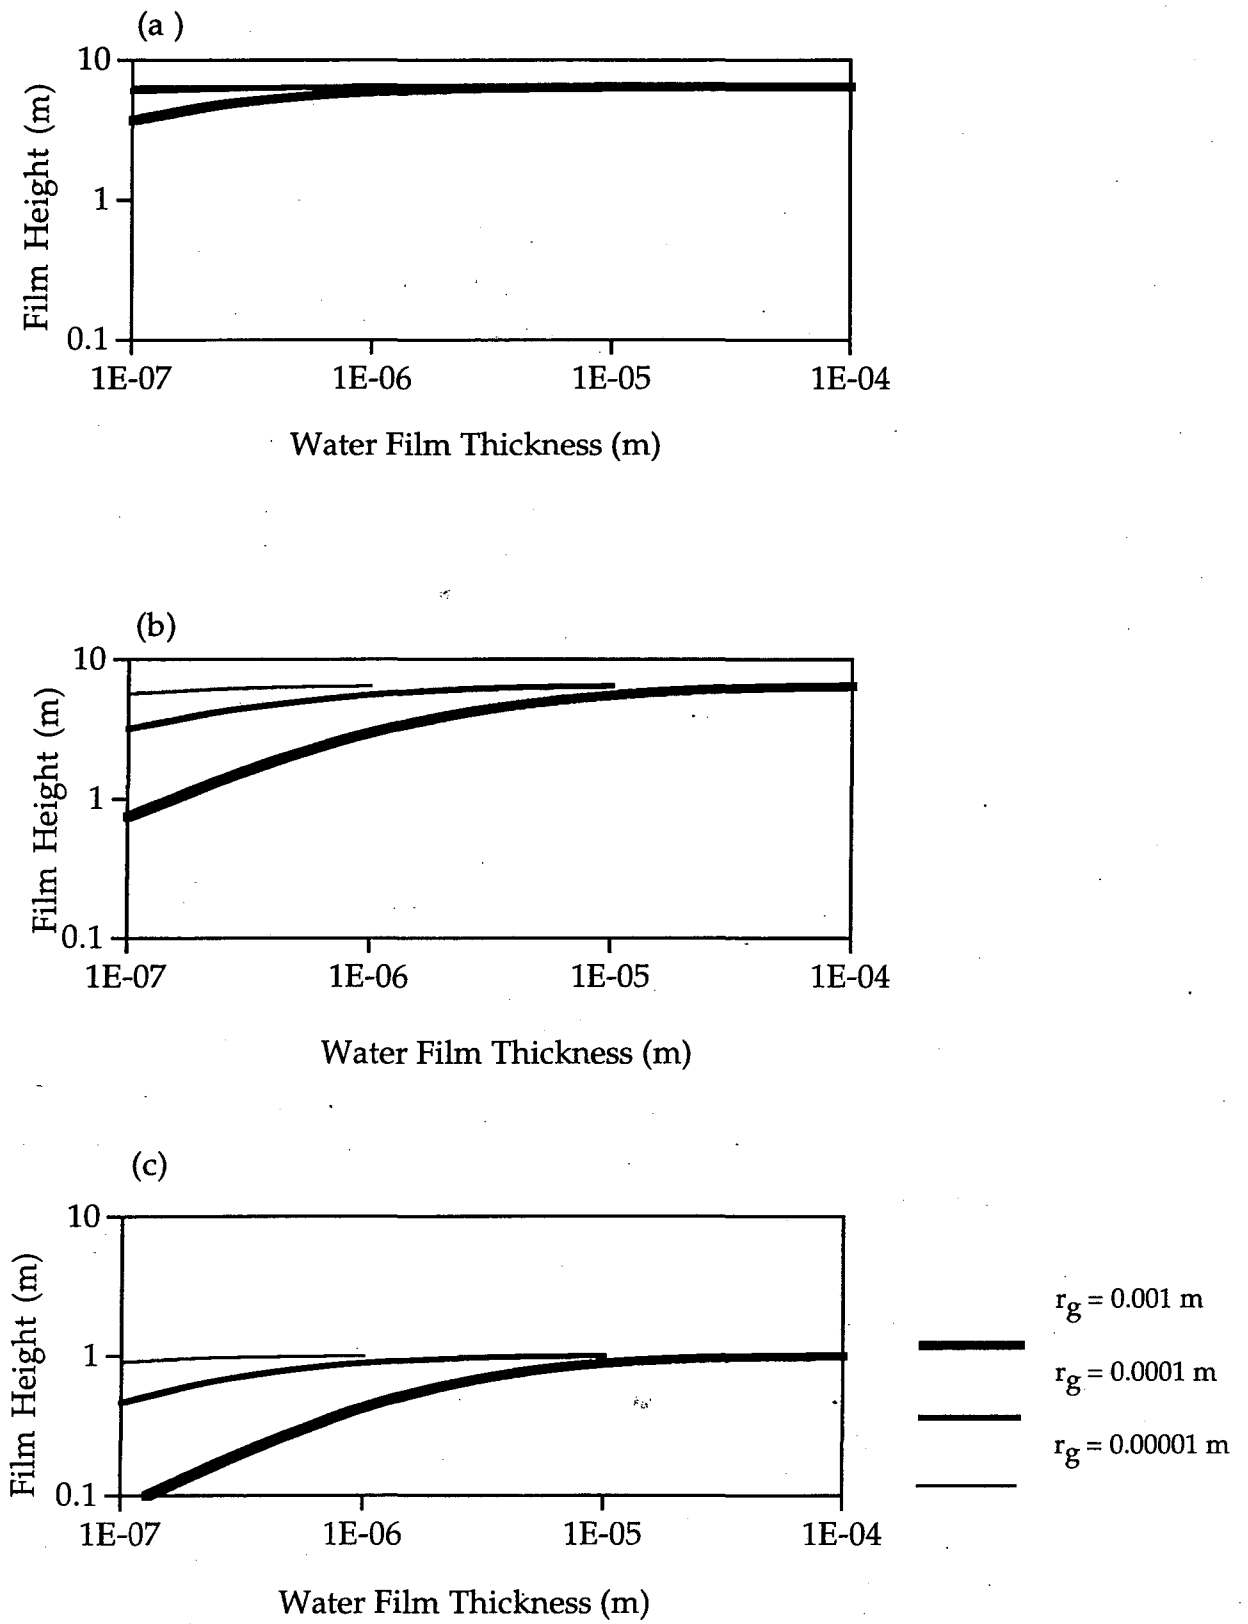 (a )
10
1
0.1
Film Height (m)
1E-07 1E-06 1E-05 1E-04
Water Film Thickness (m)
(b)
10
1
0.1
Film Height (m)
1E-07 1E-06 1E-05 1E-04
Water Film Thickness (m)
(c)
10
1
0.1
Film Height (m)
1E-07 1E-06 1E-05 1E-04
Water Film Thickness (m)
rg = 0.001 m
rg = 0.0001 m
rg = 0.00001 m